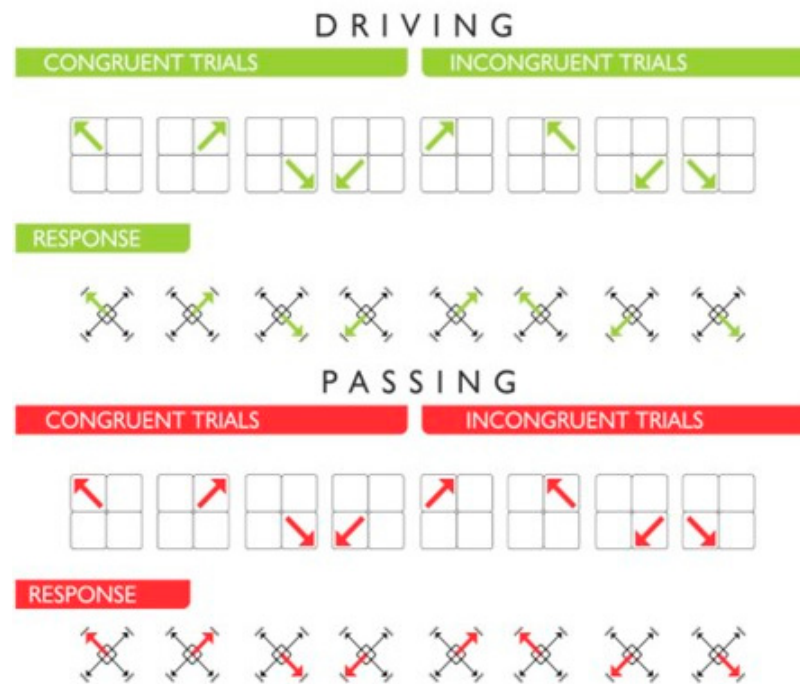 DRIVING
CONGRUENT TRIALS INCONGRUENT TRIALS
RESPONSE
PASSING
CONGRUENT TRIALS INCONGRUENT TRIALS
RESPONSE